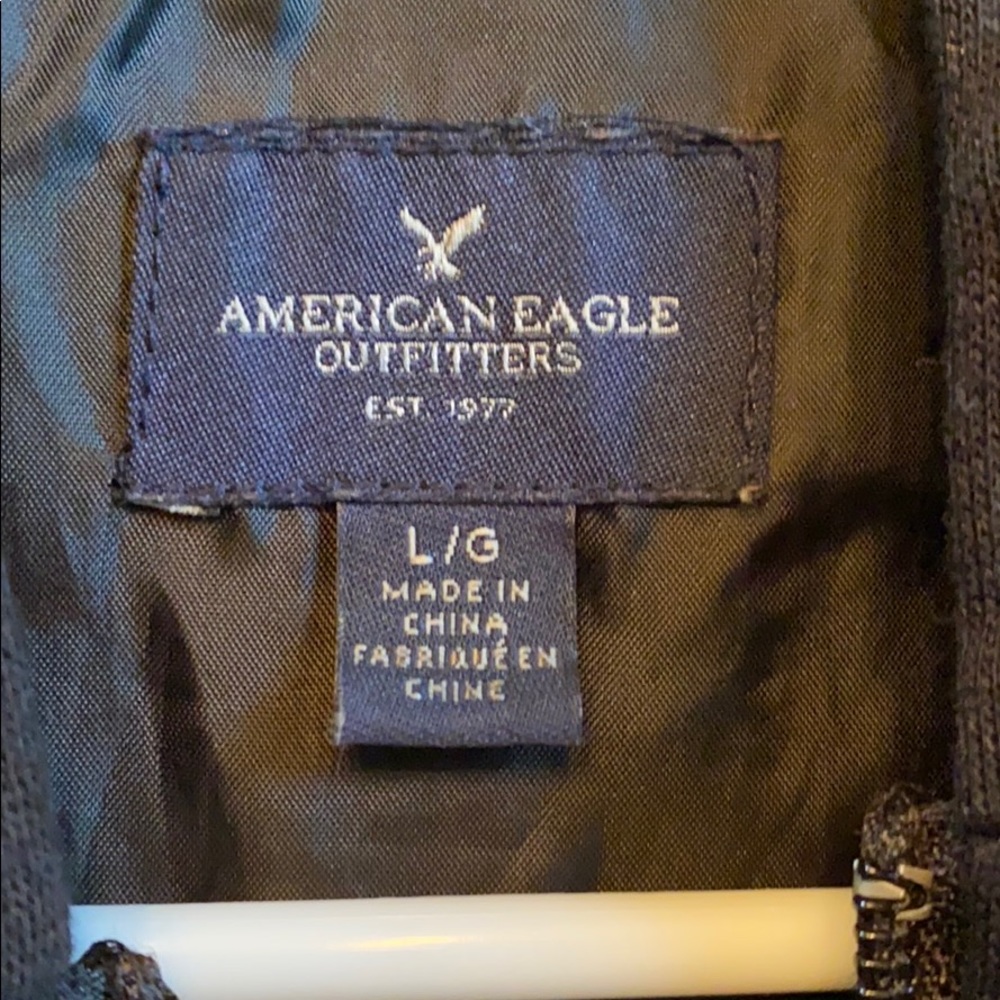 AMERICAN EAGLE
OUTFITTERS
EST. 1977
L/G
MADE IN
CHINA
FABRIQUÉ EN
CHINE